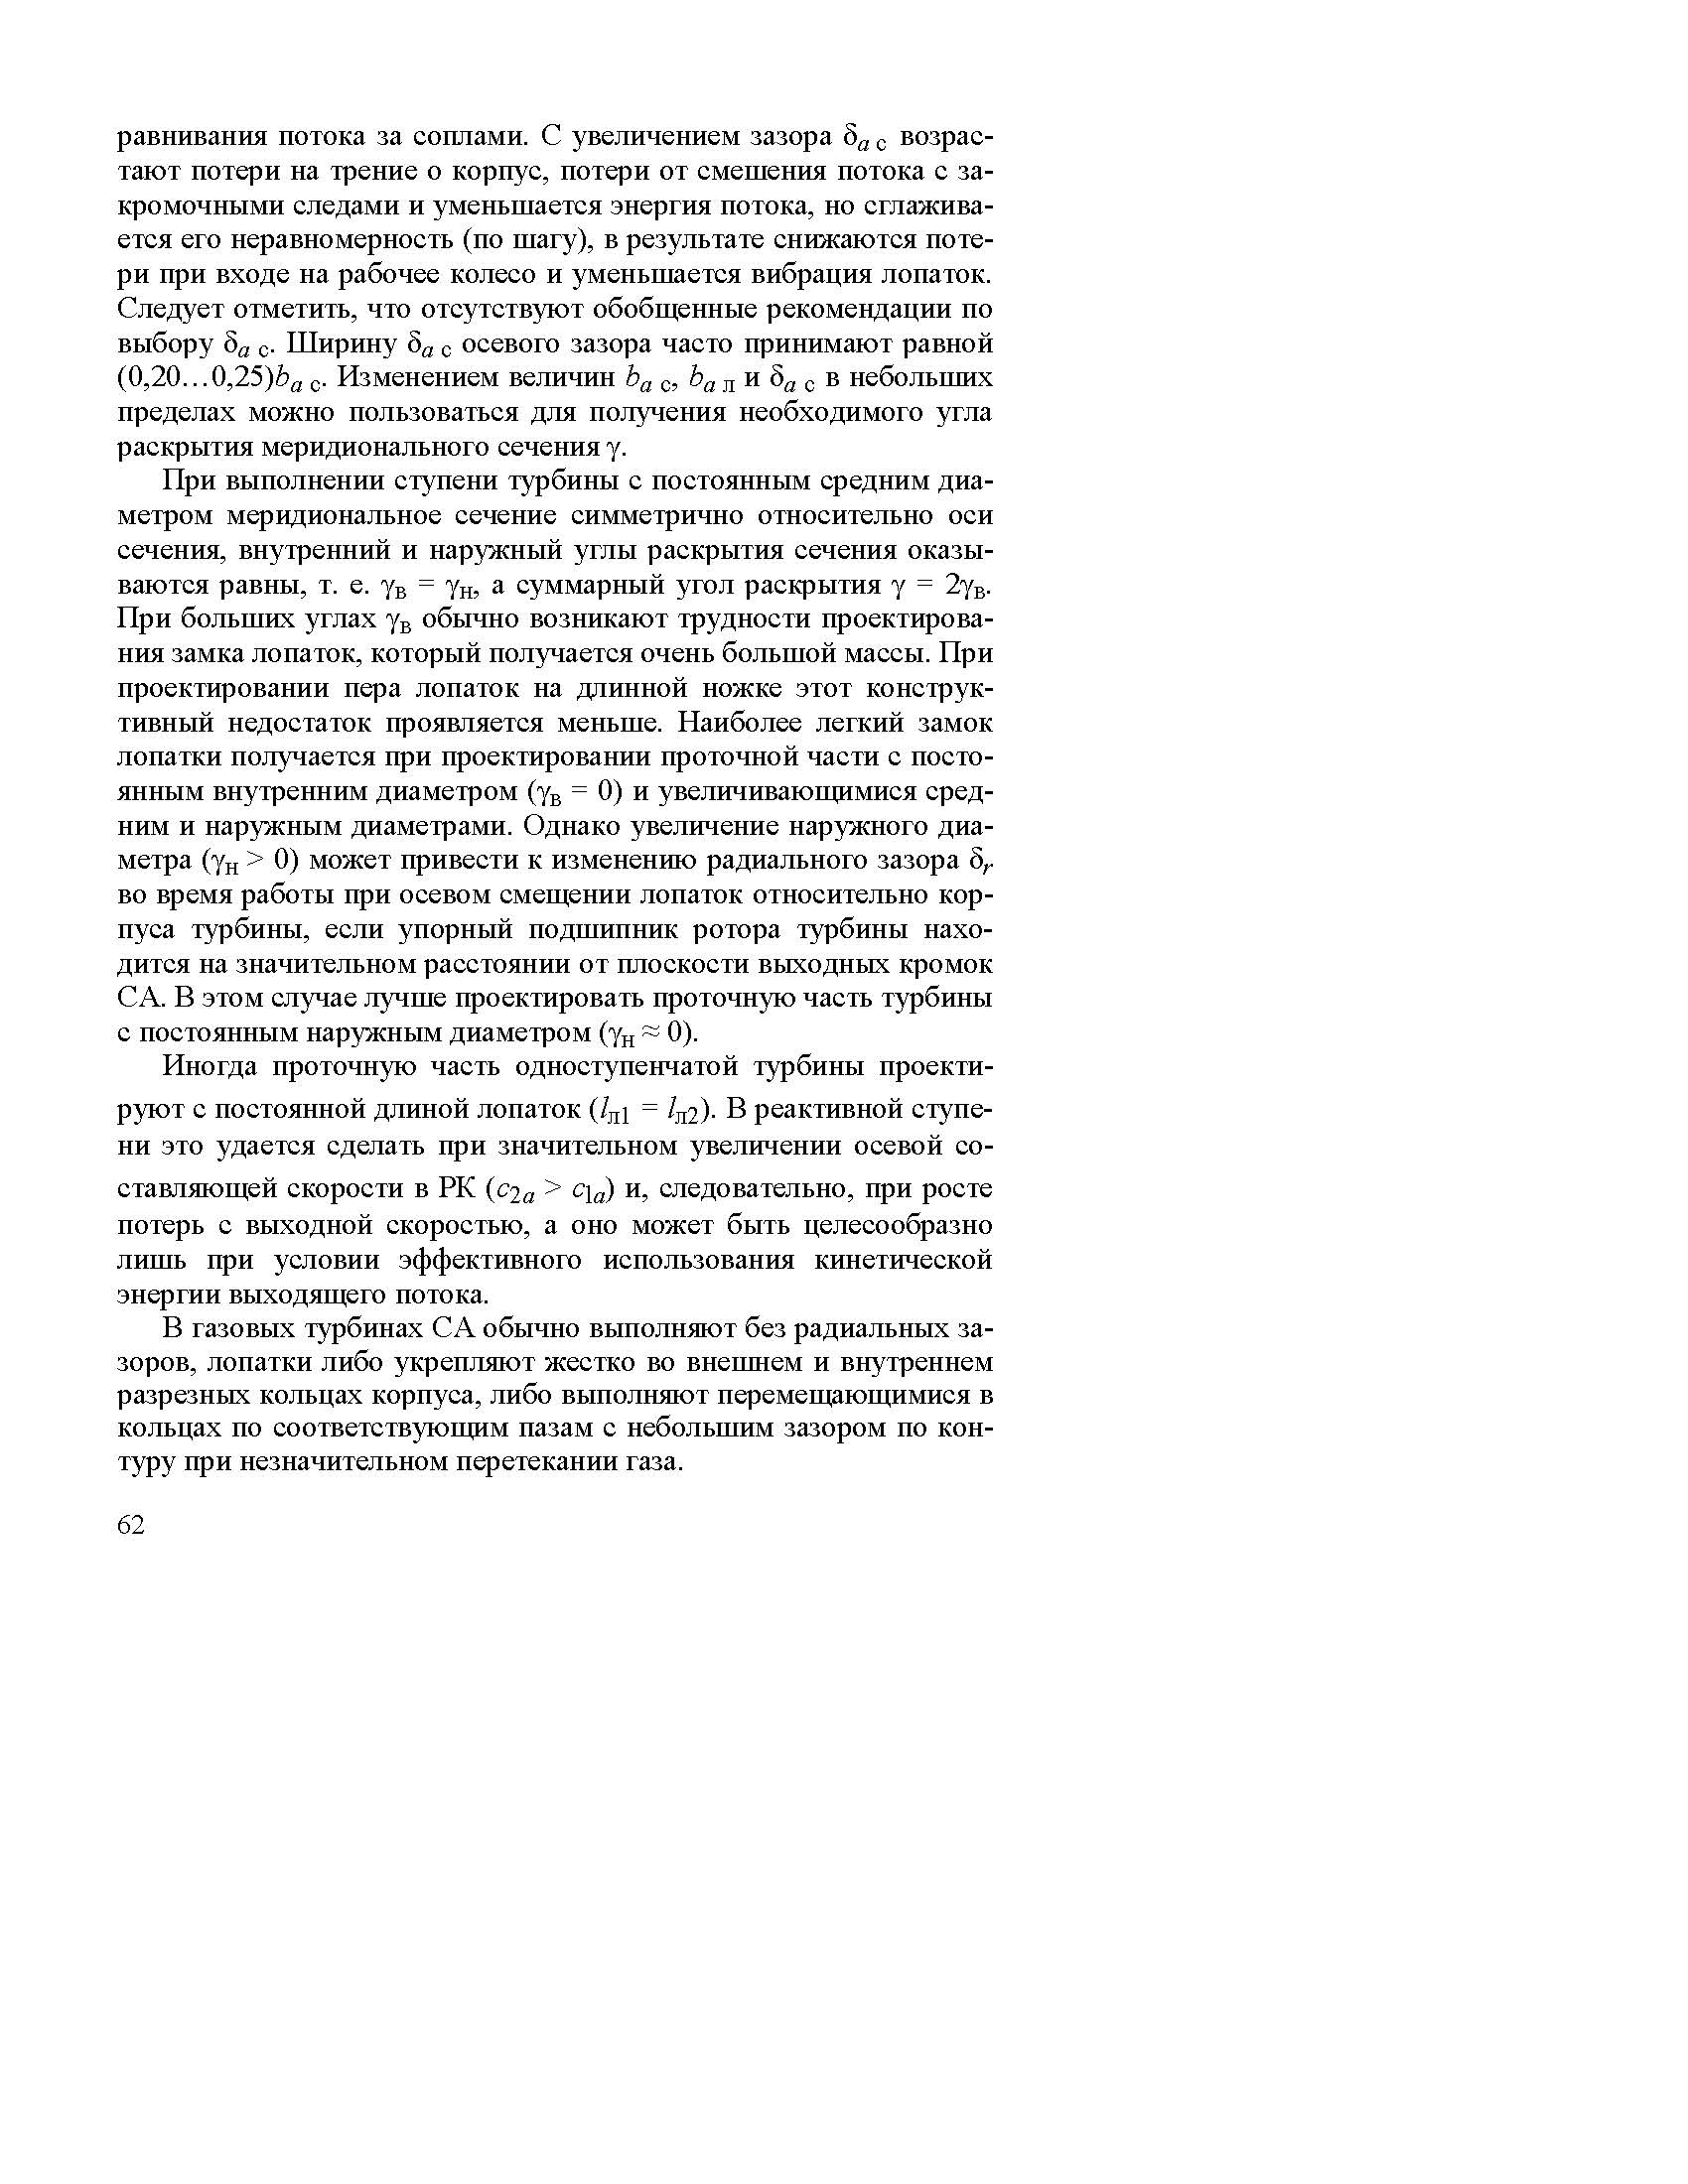 равнивания потока за соплами. С увеличением зазора δa с возрас-
тают потери на трение о корпус, потери от смешения потока с за-
кромочными следами и уменьшается энергия потока, но сглажива-
ется его неравномерность (по шагу), в результате снижаются поте-
ри при входе на рабочее колесо и уменьшается вибрация лопаток.
Следует отметить, что отсутствуют обобщенные рекомендации по
выбору δa с. Ширину δa с осевого зазора часто принимают равной
(0,20...0,25)ba с. Изменением величин ba с, ba л и δa с в небольших
пределах можно пользоваться для получения необходимого угла
раскрытия меридионального сечения γ.
При выполнении ступени турбины с постоянным средним диа-
метром меридиональное сечение симметрично относительно оси
сечения, внутренний и наружный углы раскрытия сечения оказы-
ваются равны, т. е. γв = γн, а суммарный угол раскрытия γ = 2γв.
При больших углах γв обычно возникают трудности проектирова-
ния замка лопаток, который получается очень большой массы. При
проектировании пера лопаток на длинной ножке этот конструк-
тивный недостаток проявляется меньше. Наиболее легкий замок
лопатки получается при проектировании проточной части с посто-
янным внутренним диаметром (γв = 0) и увеличивающимися сред-
ним и наружным диаметрами. Однако увеличение наружного диа-
метра (γн > 0) может привести к изменению радиального зазора δr
во время работы при осевом смещении лопаток относительно кор-
пуса турбины, если упорный подшипник ротора турбины нахо-
дится на значительном расстоянии от плоскости выходных кромок
СА. В этом случае лучше проектировать проточную часть турбины
с постоянным наружным диаметром (γн ≈ 0).
Иногда проточную часть одноступенчатой турбины проекти-
руют с постоянной длиной лопаток (lл1 = lл2). В реактивной ступе-
ни это удается сделать при значительном увеличении осевой со-
ставляющей скорости в РК (c2a > c1a) и, следовательно, при росте
потерь с выходной скоростью, а оно может быть целесообразно
лишь при условии эффективного использования кинетической
энергии выходящего потока.
В газовых турбинах СА обычно выполняют без радиальных за-
зоров, лопатки либо укрепляют жестко во внешнем и внутреннем
разрезных кольцах корпуса, либо выполняют перемещающимися в
кольцах по соответствующим пазам с небольшим зазором по кон-
туру при незначительном перетекании газа.
62